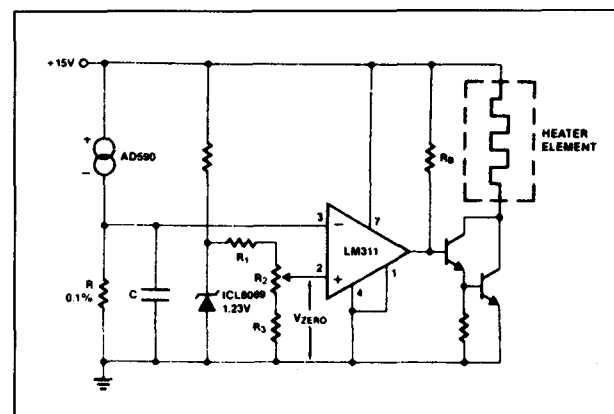 +15V
+
AD590
−
R
0.1%
C
ICL8069
1.23V
R1
R2
R3
VZERO
3
−
2
+
7
LM311
1
4
RB
HEATER
ELEMENT